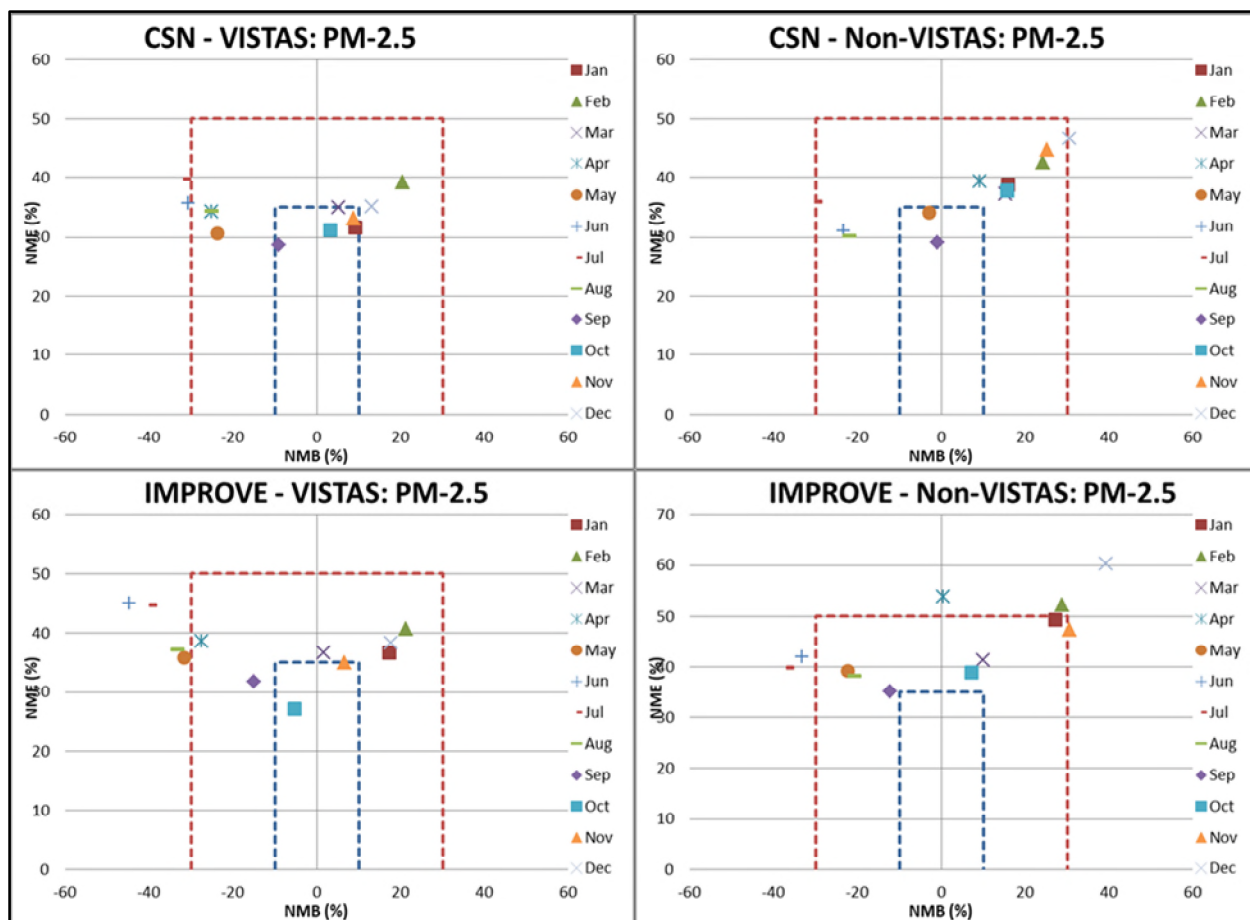 CSN - VISTAS: PM-2.5
60
50
40
30
20
10
0
NME (%)
-60 -40 -20 0 20 40 60
NMB (%)
Jan
Feb
Mar
Apr
May
Jun
Jul
Aug
Sep
Oct
Nov
Dec
CSN - Non-VISTAS: PM-2.5
60
50
40
30
20
10
0
NME (%)
-60 -40 -20 0 20 40 60
NMB (%)
Jan
Feb
Mar
Apr
May
Jun
Jul
Aug
Sep
Oct
Nov
Dec
IMPROVE - VISTAS: PM-2.5
60
50
40
30
20
10
0
NME (%)
-60 -40 -20 0 20 40 60
NMB (%)
Jan
Feb
Mar
Apr
May
Jun
Jul
Aug
Sep
Oct
Nov
Dec
IMPROVE - Non-VISTAS: PM-2.5
70
60
50
40
30
20
10
0
NME (%)
-60 -40 -20 0 20 40 60
NMB (%)
Jan
Feb
Mar
Apr
May
Jun
Jul
Aug
Sep
Oct
Nov
Dec